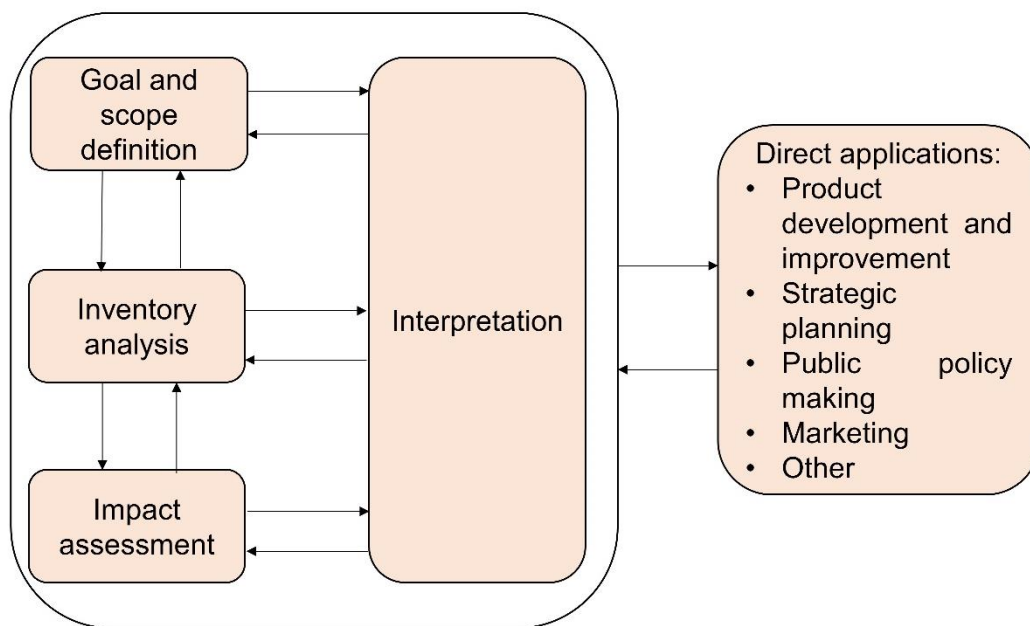 Goal and
scope
definition
Inventory
analysis
Impact
assessment
Interpretation
Direct applications:
• Product
development and
improvement
• Strategic
planning
• Public policy
making
• Marketing
• Other